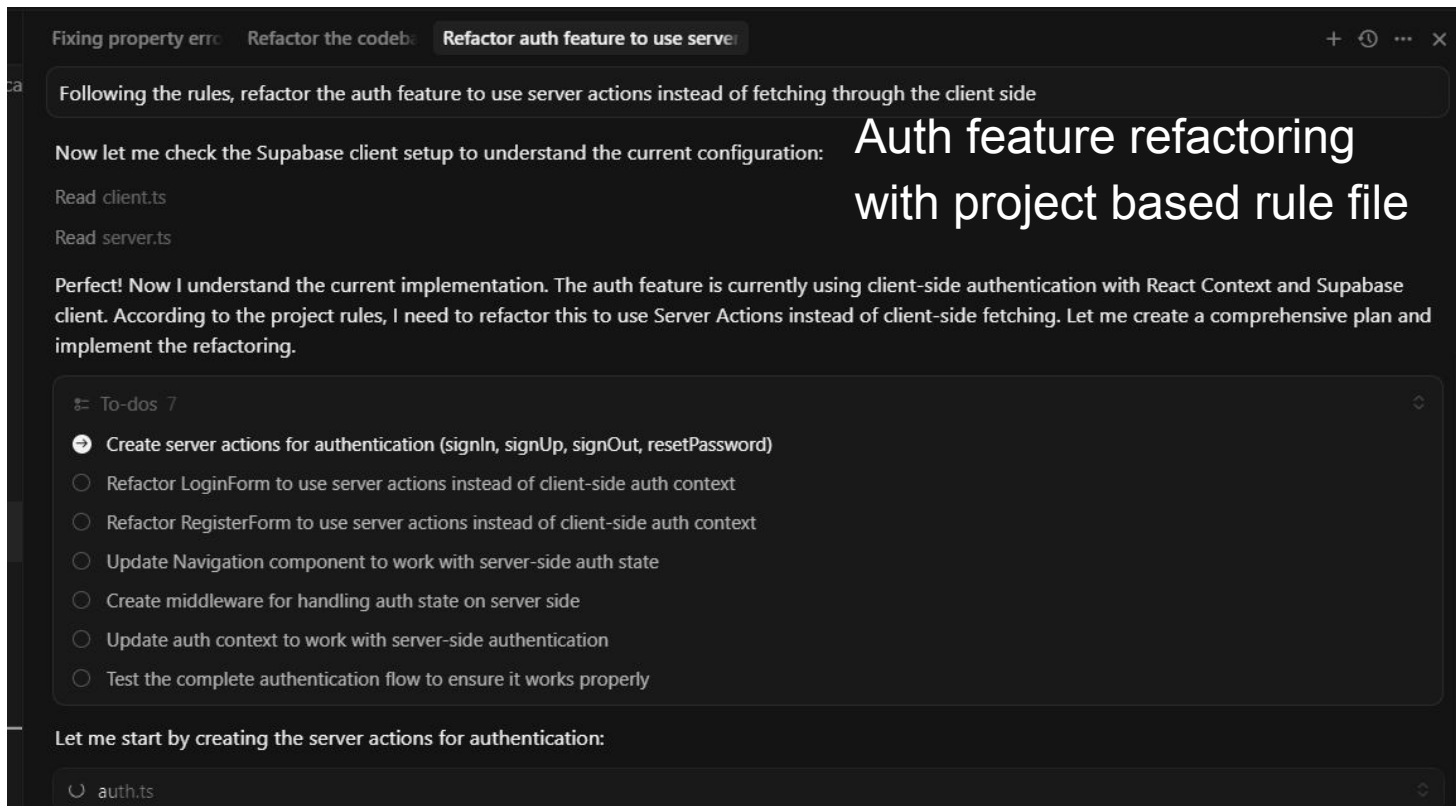 Fixing property erro Refactor the codeba Refactor auth feature to use server
ca
Following the rules, refactor the auth feature to use server actions instead of fetching through the client side
Auth feature refactoring
with project based rule file
Now let me check the Supabase client setup to understand the current configuration:
Read client.ts
Read server.ts
Perfect! Now I understand the current implementation. The auth feature is currently using client-side authentication with React Context and Supabase
client. According to the project rules, I need to refactor this to use Server Actions instead of client-side fetching. Let me create a comprehensive plan and
implement the refactoring.
To-dos 7
Create server actions for authentication (signIn, signUp, signOut, resetPassword)
Refactor LoginForm to use server actions instead of client-side auth context
Refactor RegisterForm to use server actions instead of client-side auth context
Update Navigation component to work with server-side auth state
Create middleware for handling auth state on server side
Update auth context to work with server-side authentication
Test the complete authentication flow to ensure it works properly
Let me start by creating the server actions for authentication:
auth.ts